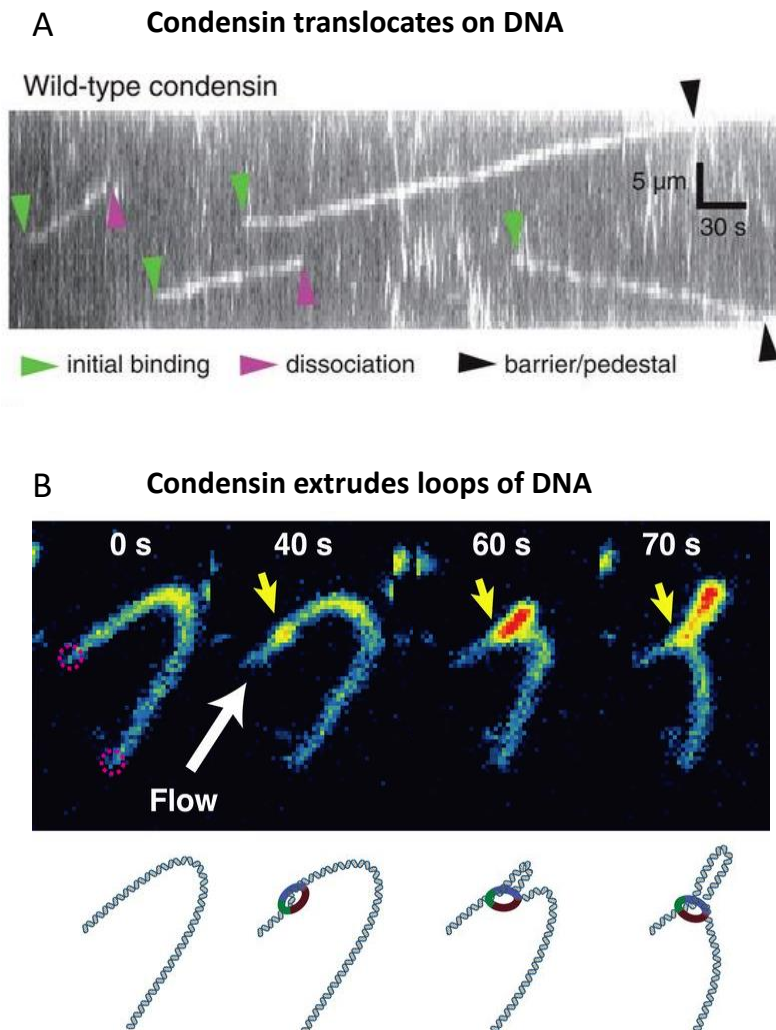 A Condensin translocates on DNA
Wild-type condensin
5 µm
30 s
initial binding dissociation barrier/pedestal
B Condensin extrudes loops of DNA
0 s 40 s 60 s 70 s
Flow